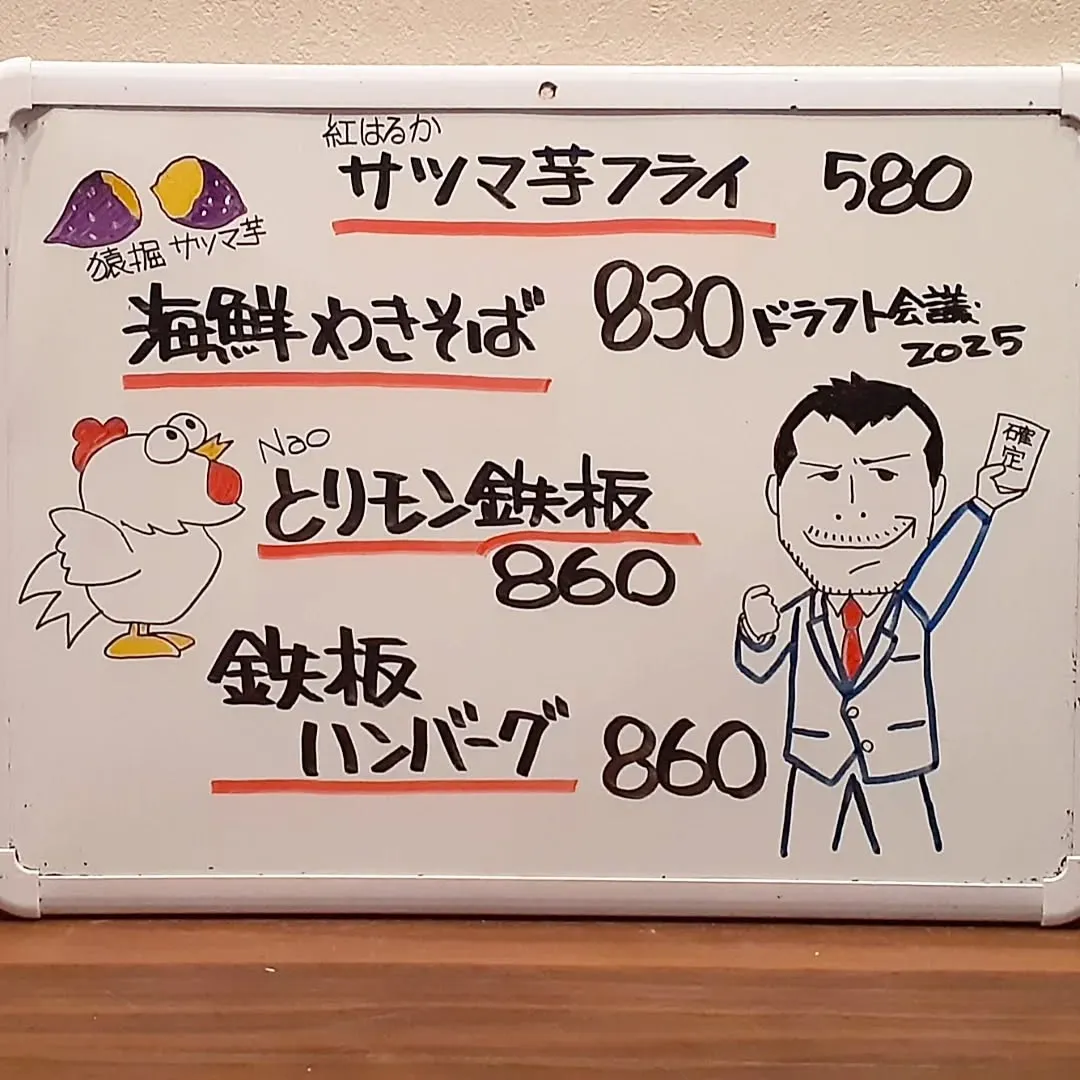 紅はるか
サツマ芋フライ 580
猿掘サツマ芋
海鮮やきそば 830
ドラフト会議
2025
確定
Nao
とりモモン鉄板
860
鉄板
ハンバーグ 860